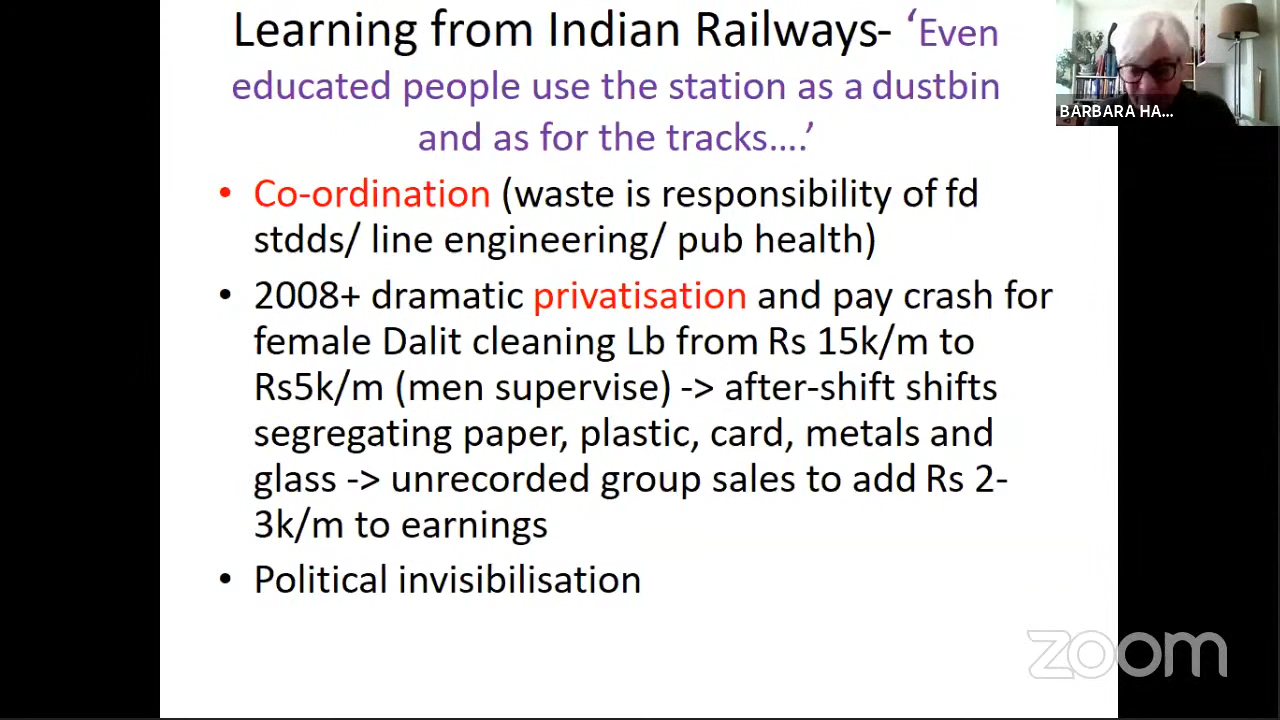 Learning from Indian Railways- ‘Even
educated people use the station as a dustbin
and as for the tracks….’
• Co-ordination (waste is responsibility of fd
stdds/ line engineering/ pub health)
• 2008+ dramatic privatisation and pay crash for
female Dalit cleaning Lb from Rs 15k/m to
Rs5k/m (men supervise) -> after-shift shifts
segregating paper, plastic, card, metals and
glass -> unrecorded group sales to add Rs 2-
3k/m to earnings
• Political invisibilisation
BARBARA HA...
zoom